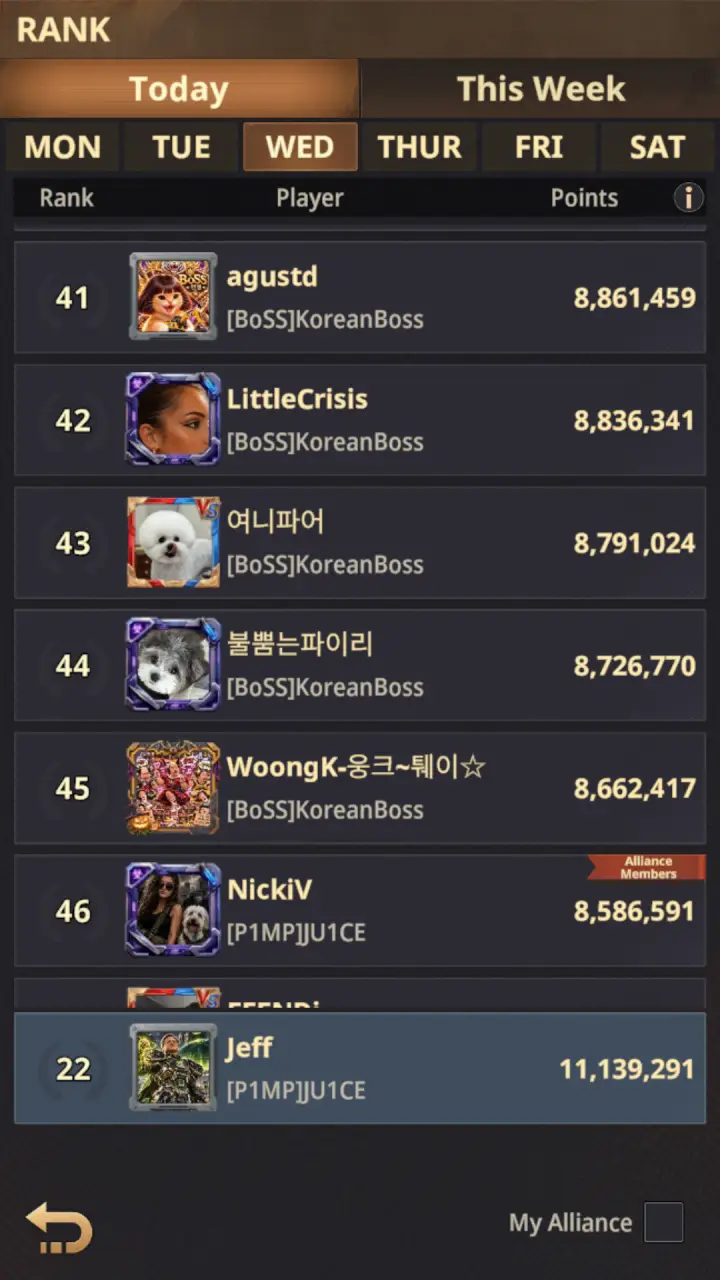 RANK
Today
This Week
MON TUE WED THUR FRI SAT
Rank Player Points i
41 agustd 8,861,459
[BoSS]KoreanBoss
42 LittleCrisis 8,836,341
[BoSS]KoreanBoss
43 여니파어 8,791,024
[BoSS]KoreanBoss
44 불뿜는파이리 8,726,770
[BoSS]KoreanBoss
45 WoongK-웅크~퉤이☆ 8,662,417
[BoSS]KoreanBoss
Alliance
Members
46 NickiV 8,586,591
[P1MP]JU1CE
22 Jeff 11,139,291
[P1MP]JU1CE
My Alliance